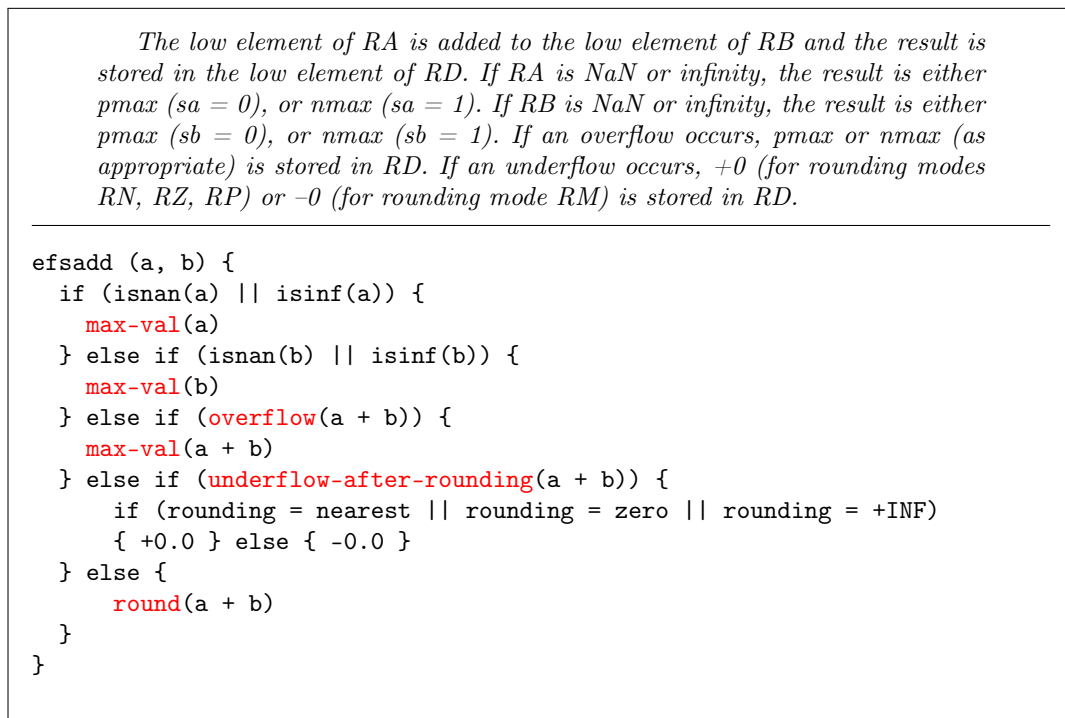 The low element of RA is added to the low element of RB and the result is
stored in the low element of RD. If RA is NaN or infinity, the result is either
pmax (sa = 0), or nmax (sa = 1). If RB is NaN or infinity, the result is either
pmax (sb = 0), or nmax (sb = 1). If an overflow occurs, pmax or nmax (as
appropriate) is stored in RD. If an underflow occurs, +0 (for rounding modes
RN, RZ, RP) or –0 (for rounding mode RM) is stored in RD.
efsadd (a, b) {
  if (isnan(a) || isinf(a)) {
    max-val(a)
  } else if (isnan(b) || isinf(b)) {
    max-val(b)
  } else if (overflow(a + b)) {
    max-val(a + b)
  } else if (underflow-after-rounding(a + b)) {
      if (rounding = nearest || rounding = zero || rounding = +INF)
      { +0.0 } else { -0.0 }
  } else {
      round(a + b)
  }
}